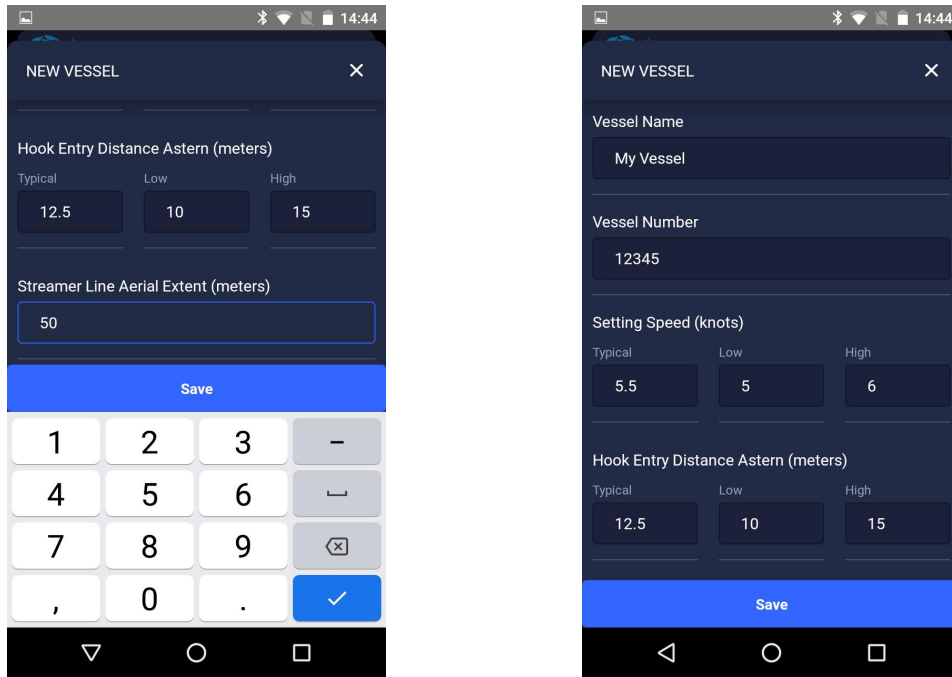 14:44
NEW VESSEL
Hook Entry Distance Astern (meters)
Typical Low High
12.5 10 15
Streamer Line Aerial Extent (meters)
50
Save
1 2 3 –
4 5 6
7 8 9
, 0 .
14:44
NEW VESSEL
Vessel Name
My Vessel
Vessel Number
12345
Setting Speed (knots)
Typical Low High
5.5 5 6
Hook Entry Distance Astern (meters)
Typical Low High
12.5 10 15
Save